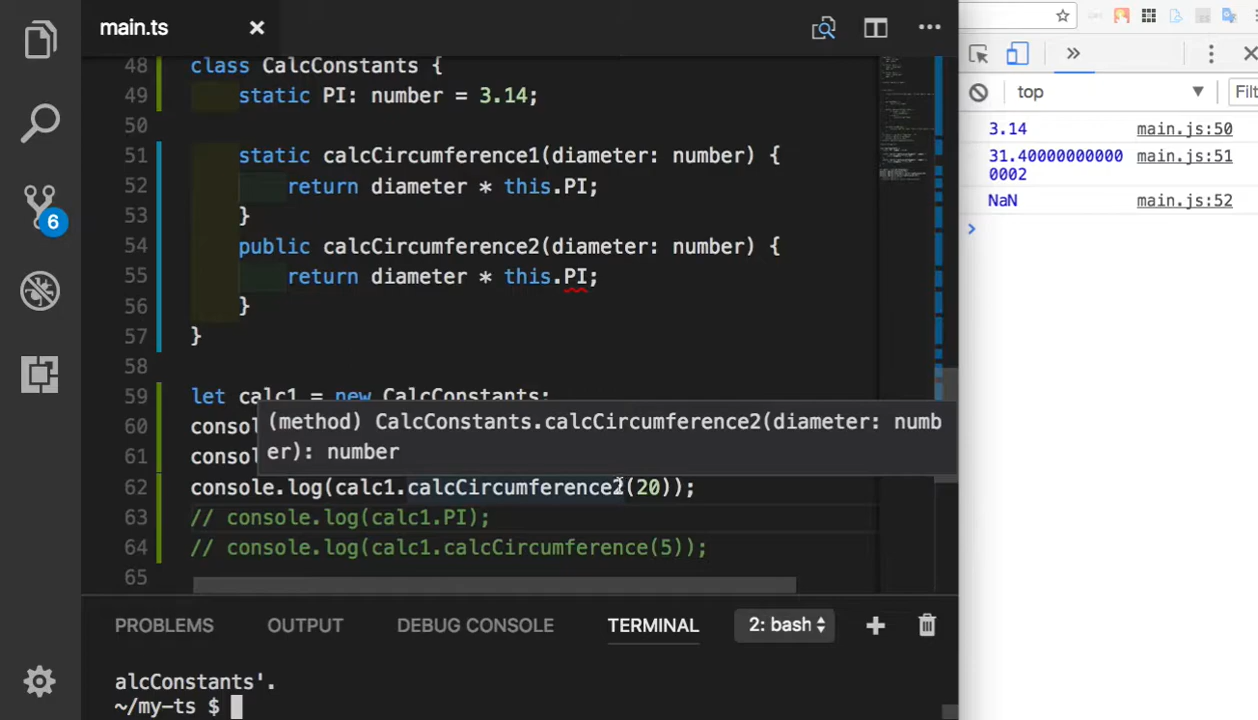 main.ts
48 class CalcConstants {
49 static PI: number = 3.14;
50
51 static calcCircumference1(diameter: number) {
52 return diameter * this.PI;
53 }
54 public calcCircumference2(diameter: number) {
55 return diameter * this.PI;
56 }
57 }
58
59 let calc1 = new CalcConstants;
60 consol
61 consol
(method) CalcConstants.calcCircumference2(diameter: numb
er): number
62 console.log(calc1.calcCircumference2(20));
63 // console.log(calc1.PI);
64 // console.log(calc1.calcCircumference(5));
65
6
PROBLEMS OUTPUT DEBUG CONSOLE TERMINAL 2: bash
alcConstants'.
~/my-ts $
top Filt
3.14 main.js:50
31.40000000000 main.js:51
0002
NaN main.js:52